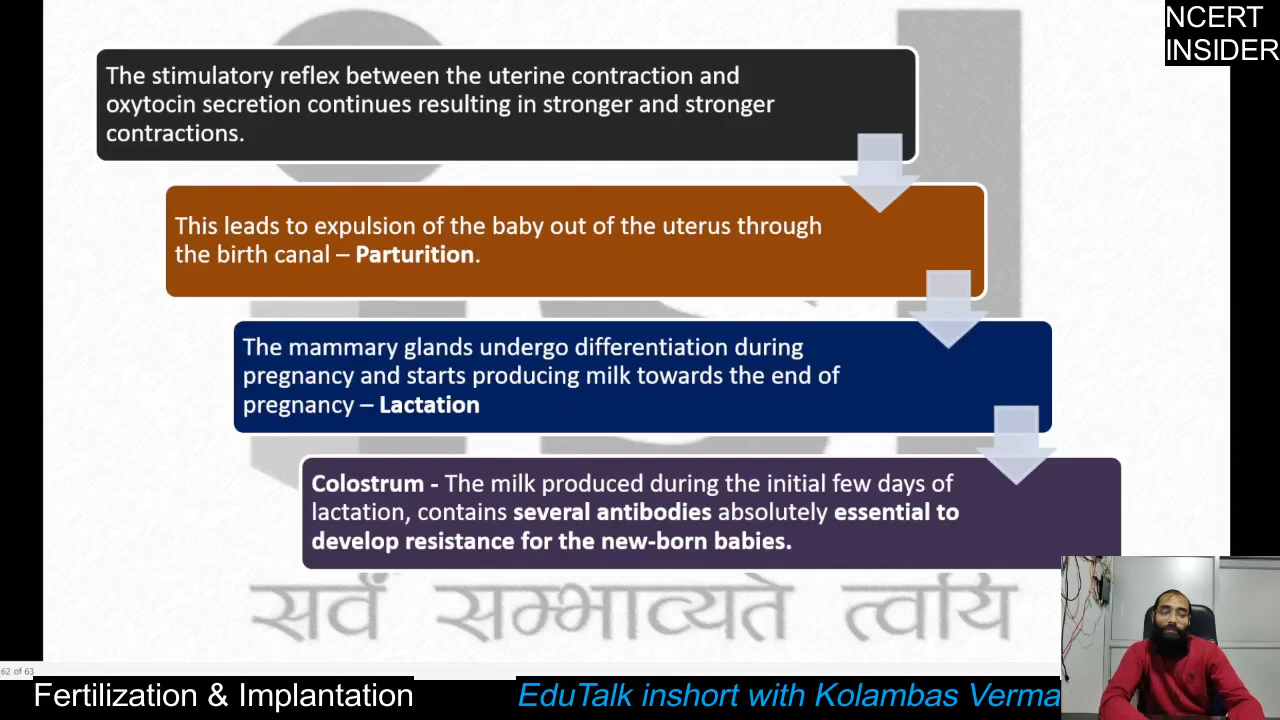 NCERT
INSIDER
The stimulatory reflex between the uterine contraction and
oxytocin secretion continues resulting in stronger and stronger
contractions.
This leads to expulsion of the baby out of the uterus through
the birth canal – Parturition.
The mammary glands undergo differentiation during
pregnancy and starts producing milk towards the end of
pregnancy – Lactation
Colostrum - The milk produced during the initial few days of
lactation, contains several antibodies absolutely essential to
develop resistance for the new-born babies.
सर्वं सम्भाव्यते त्वयि
62 of 63
Fertilization & Implantation
EduTalk inshort with Kolambas Verma